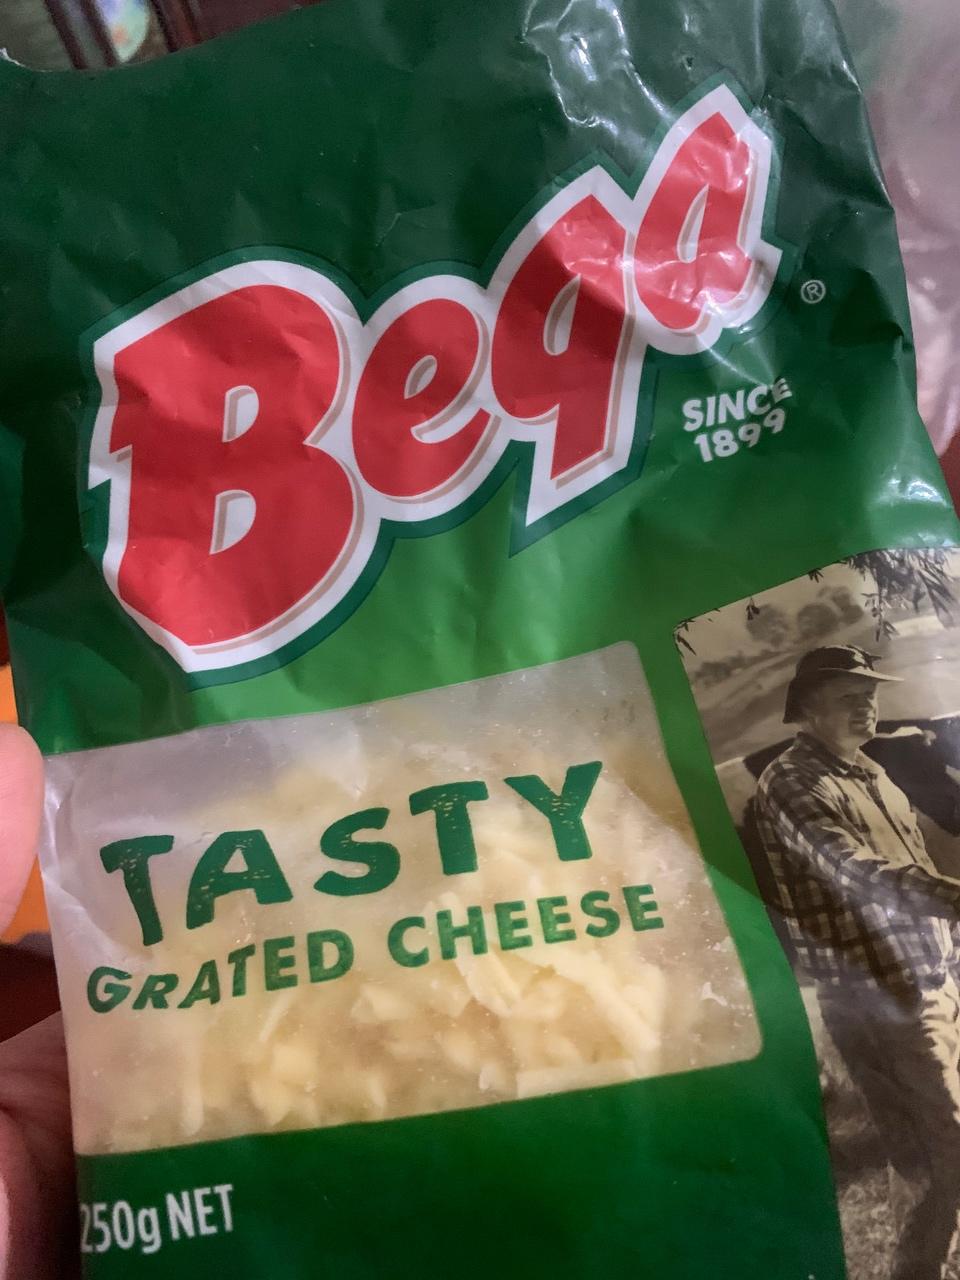 Bega
®
SINCE
1899
TASTY
GRATED CHEESE
250g NET